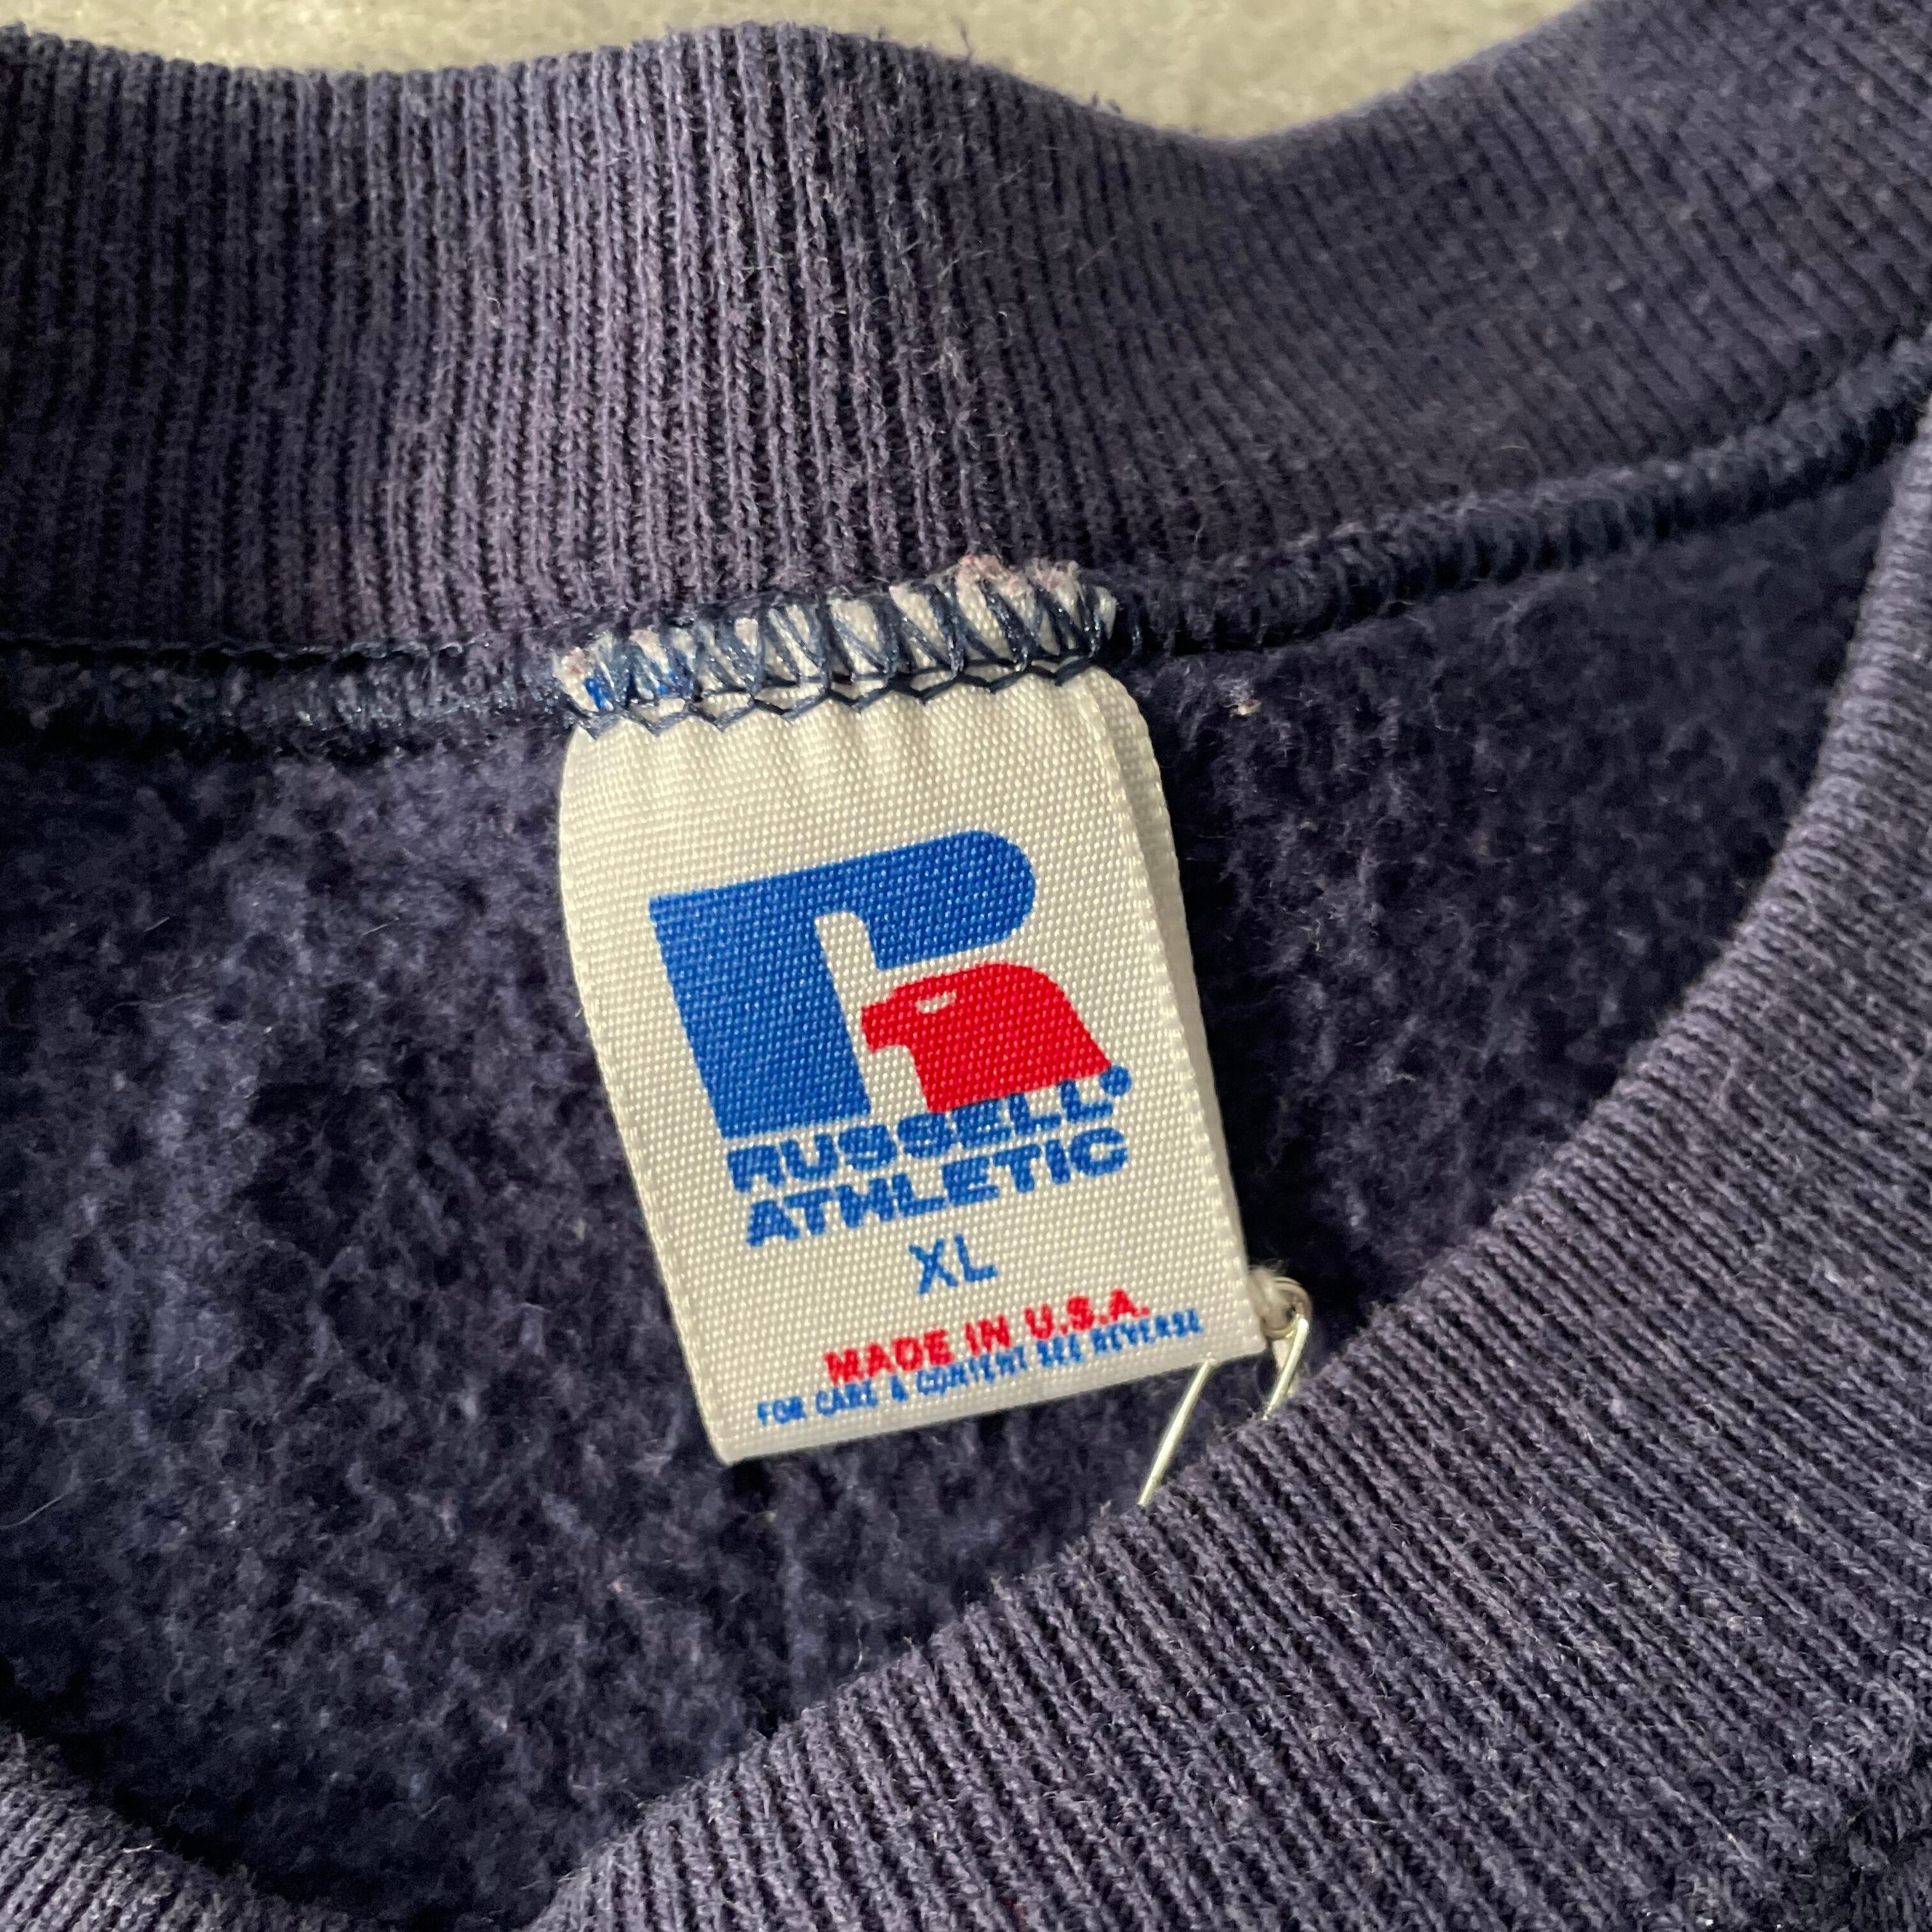 R
RUSSELL®
ATHLETIC
XL
MADE IN U.S.A.
FOR CARE & CONTENT SEE REVERSE